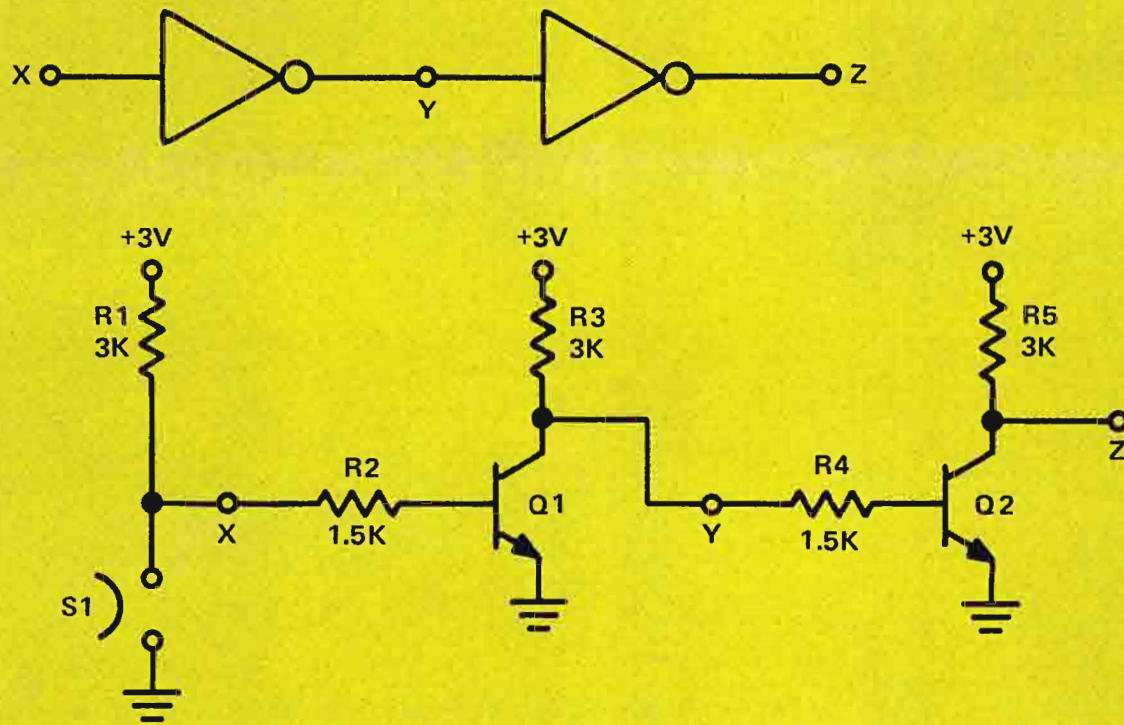 X Y Z
+3V +3V +3V
R1 R3 R5
3K 3K 3K
Z
R2 R4
Q1 Q2
X 1.5K Y 1.5K
S1